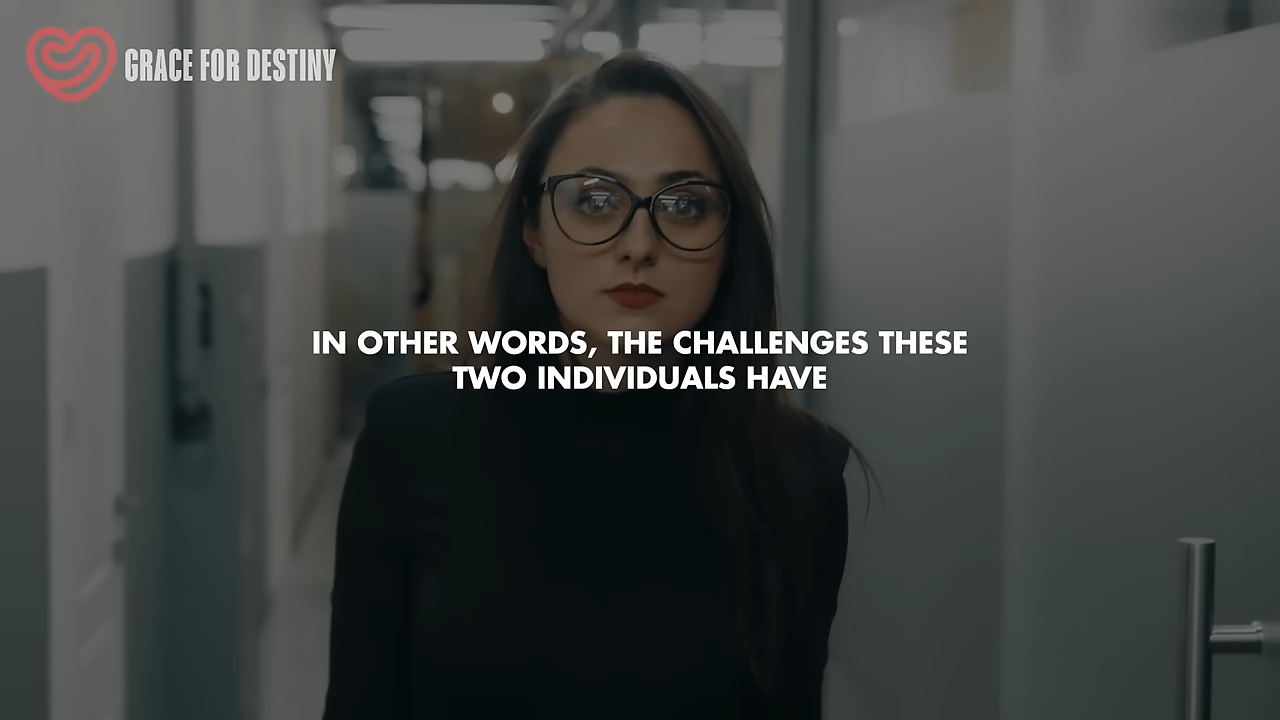 GRACE FOR DESTINY
IN OTHER WORDS, THE CHALLENGES THESE
TWO INDIVIDUALS HAVE